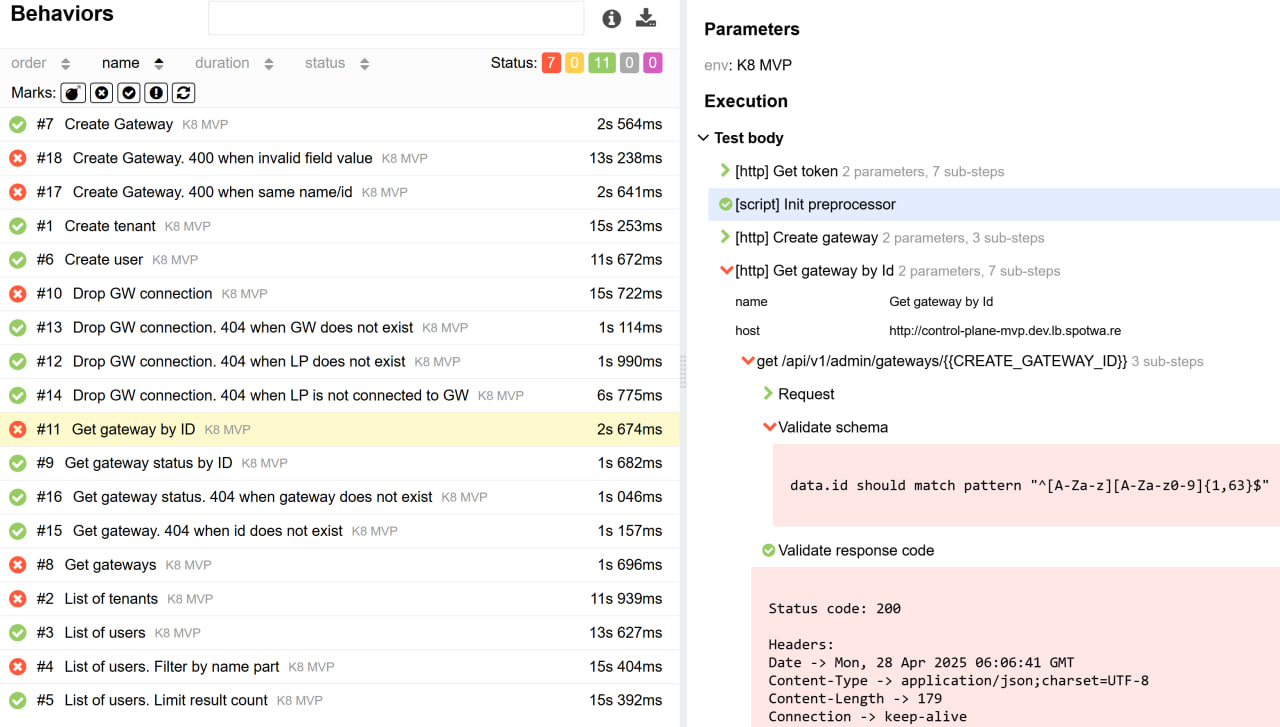 Behaviors
order name duration status Status: 7 0 11 0 0
Marks:
#7 Create Gateway K8 MVP 2s 564ms
#18 Create Gateway. 400 when invalid field value K8 MVP 13s 238ms
#17 Create Gateway. 400 when same name/id K8 MVP 2s 641ms
#1 Create tenant K8 MVP 15s 253ms
#6 Create user K8 MVP 11s 672ms
#10 Drop GW connection K8 MVP 15s 722ms
#13 Drop GW connection. 404 when GW does not exist K8 MVP 1s 114ms
#12 Drop GW connection. 404 when LP does not exist K8 MVP 1s 990ms
#14 Drop GW connection. 404 when LP is not connected to GW K8 MVP 6s 775ms
#11 Get gateway by ID K8 MVP 2s 674ms
#9 Get gateway status by ID K8 MVP 1s 682ms
#16 Get gateway status. 404 when gateway does not exist K8 MVP 1s 046ms
#15 Get gateway. 404 when id does not exist K8 MVP 1s 157ms
#8 Get gateways K8 MVP 1s 696ms
#2 List of tenants K8 MVP 11s 939ms
#3 List of users K8 MVP 13s 627ms
#4 List of users. Filter by name part K8 MVP 15s 404ms
#5 List of users. Limit result count K8 MVP 15s 392ms
Parameters
env: K8 MVP
Execution
Test body
[http] Get token 2 parameters, 7 sub-steps
[script] Init preprocessor
[http] Create gateway 2 parameters, 3 sub-steps
[http] Get gateway by Id 2 parameters, 7 sub-steps
name Get gateway by Id
host http://control-plane-mvp.dev.lb.spotwa.re
get /api/v1/admin/gateways/{{CREATE_GATEWAY_ID}} 3 sub-steps
Request
Validate schema
data.id should match pattern "^[A-Za-z][A-Za-z0-9]{1,63}$"
Validate response code
Status code: 200
Headers:
Date -> Mon, 28 Apr 2025 06:06:41 GMT
Content-Type -> application/json;charset=UTF-8
Content-Length -> 179
Connection -> keep-alive